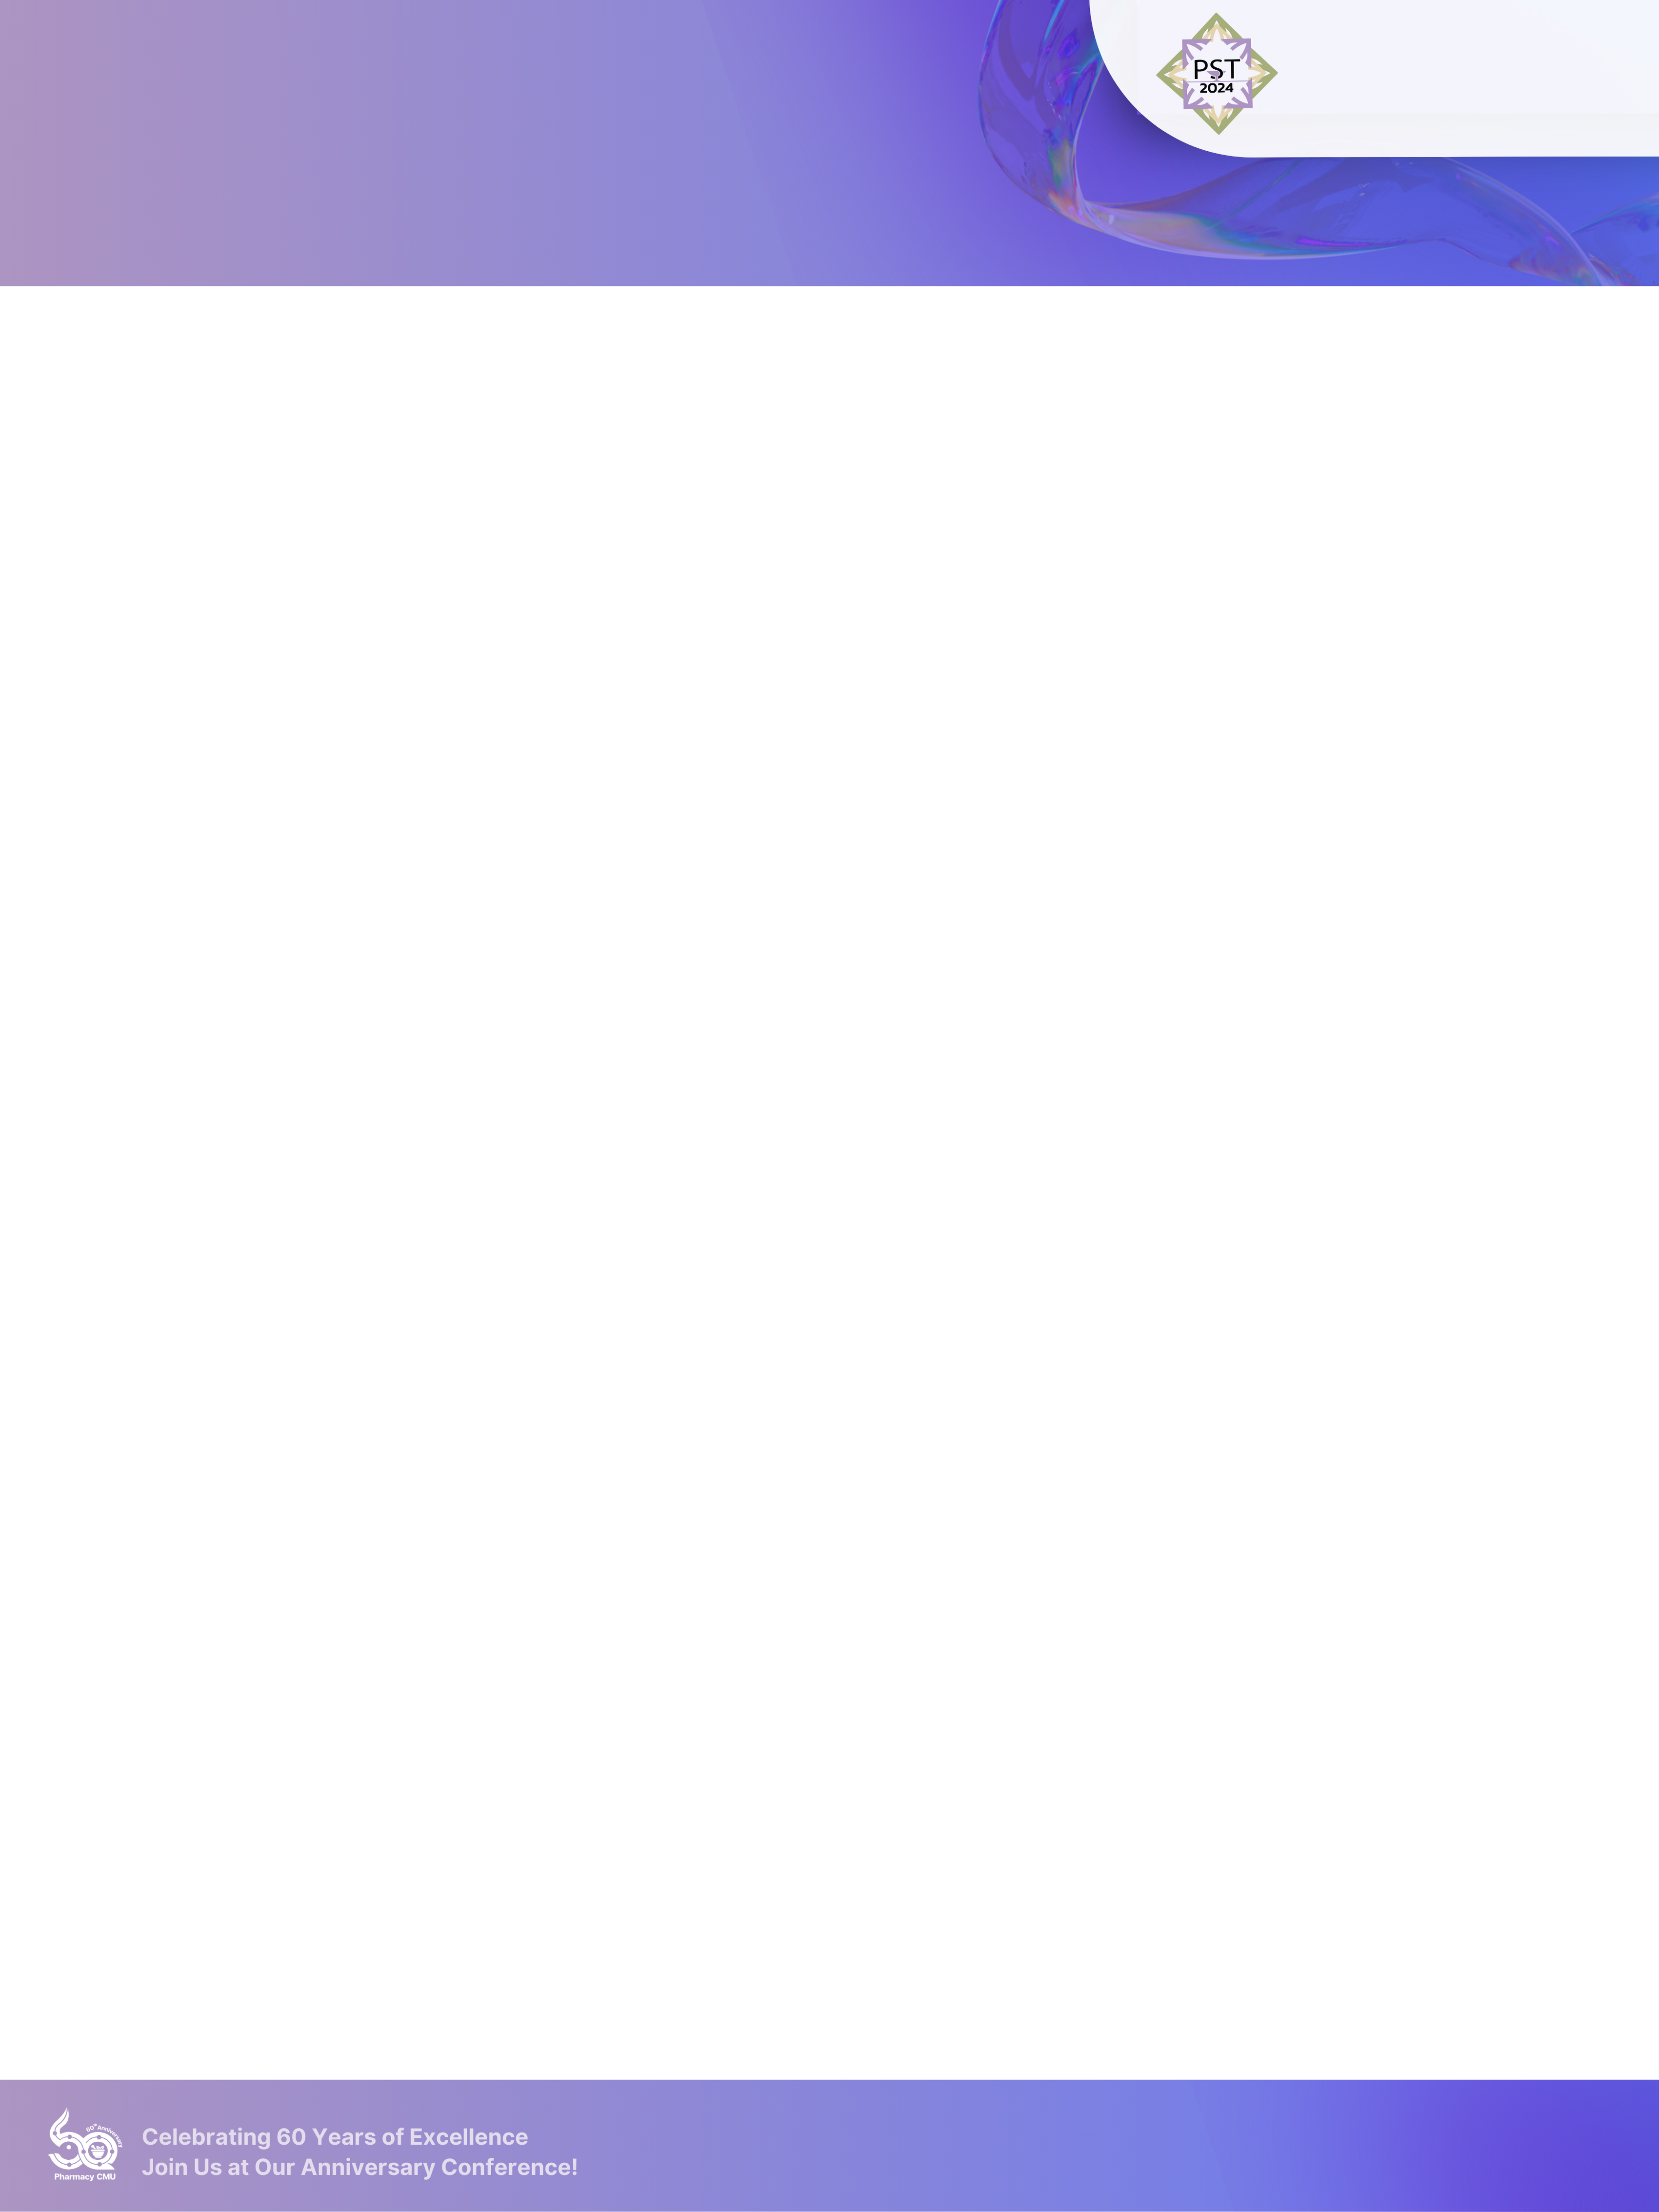 PST
2024
60th Anniversary
Pharmacy CMU
Celebrating 60 Years of Excellence
Join Us at Our Anniversary Conference!